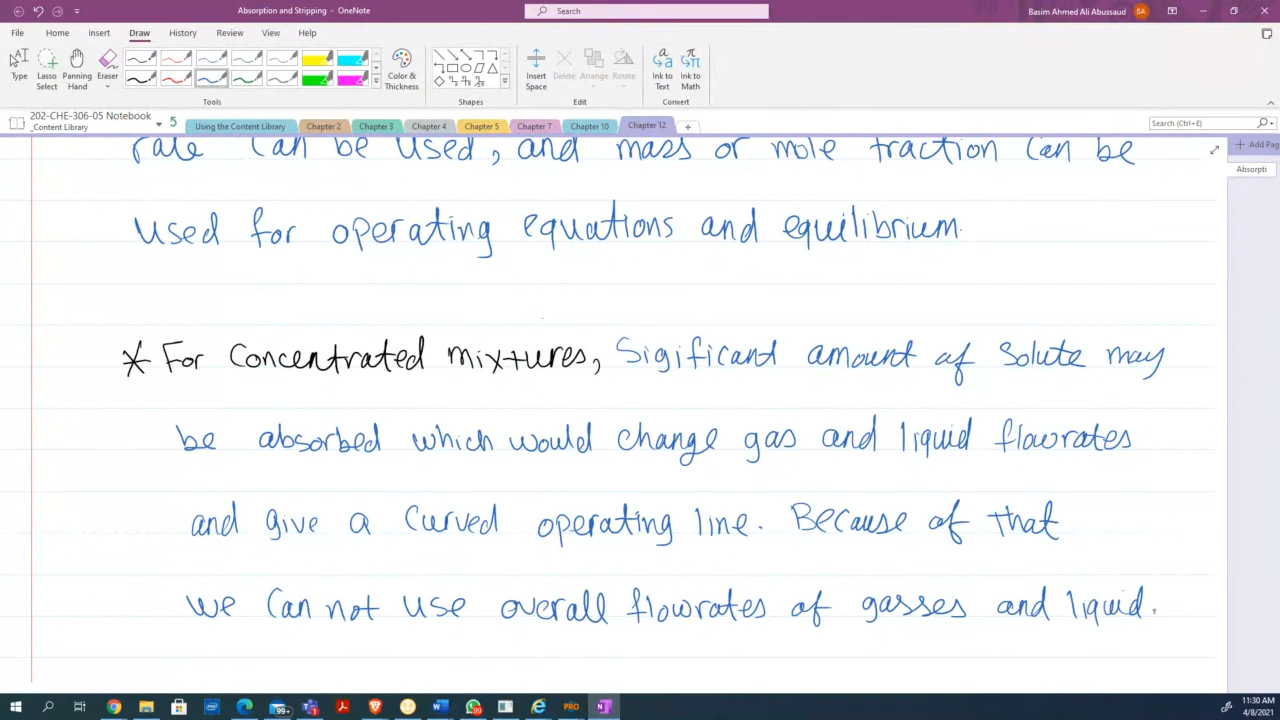 Absorption and Stripping - OneNote
Search
Basim Ahmed Ali Abussaud
BA
File
Home
Insert
Draw
History
Review
View
Help
Type
Lasso Select
Panning Hand
Eraser
Color & Thickness
Insert Space
Delete
Arrange
Rotate
Ink to Text
Ink to Math
Tools
Shapes
Edit
Convert
202-CHE-306-05 Notebook
_Content Library
5
Using the Content Library
Chapter 2
Chapter 3
Chapter 4
Chapter 5
Chapter 7
Chapter 10
Chapter 12
Search (Ctrl+E)
Add Pag
Absorpti
rate can be used, and mass or mole fraction can be
used for operating equations and equilibrium.
* For Concentrated mixtures, Sigificant amount of Solute may
be absorbed which would change gas and liquid flowrates
and give a curved operating line. Because of that
we can not use overall flowrates of gasses and liquid.
99+
PRO
11:30 AM
4/8/2021